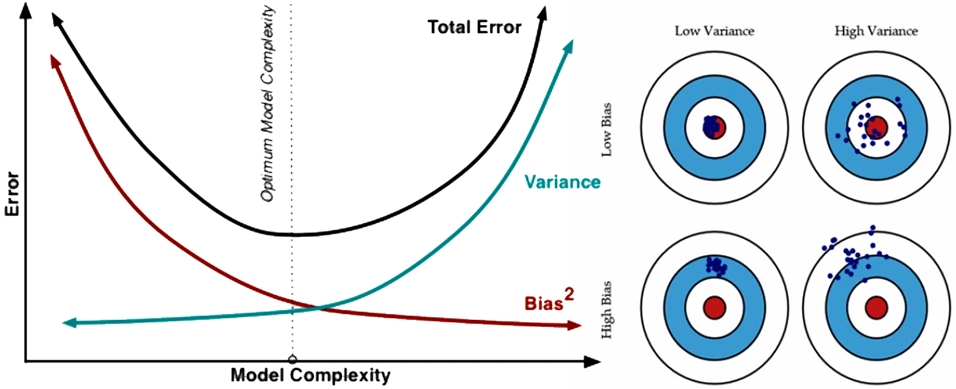 Error
Optimum Model Complexity
Total Error
Variance
Bias²
Model Complexity
Low Variance
High Variance
Low Bias
High Bias